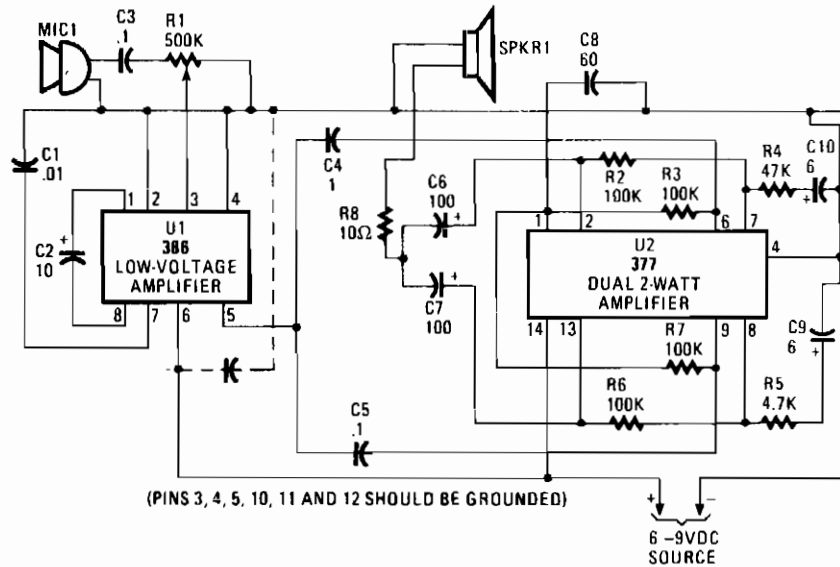 MIC1
C3
.1
R1
500K
SPKR1
C8
60
C1
.01
C4
1
C6
100
+
R2
100K
R3
100K
R4
47K
C10
6
+
1
2
3
4
U1
386
LOW-VOLTAGE
AMPLIFIER
C2
10
+
8
7
6
5
R8
10Ω
C7
100
+
1
2
6
7
U2
377
DUAL 2-WATT
AMPLIFIER
4
14
13
9
8
R7
100K
C9
6
+
R6
100K
R5
4.7K
C5
.1
(PINS 3, 4, 5, 10, 11 AND 12 SHOULD BE GROUNDED)
+
−
6 –9VDC
SOURCE